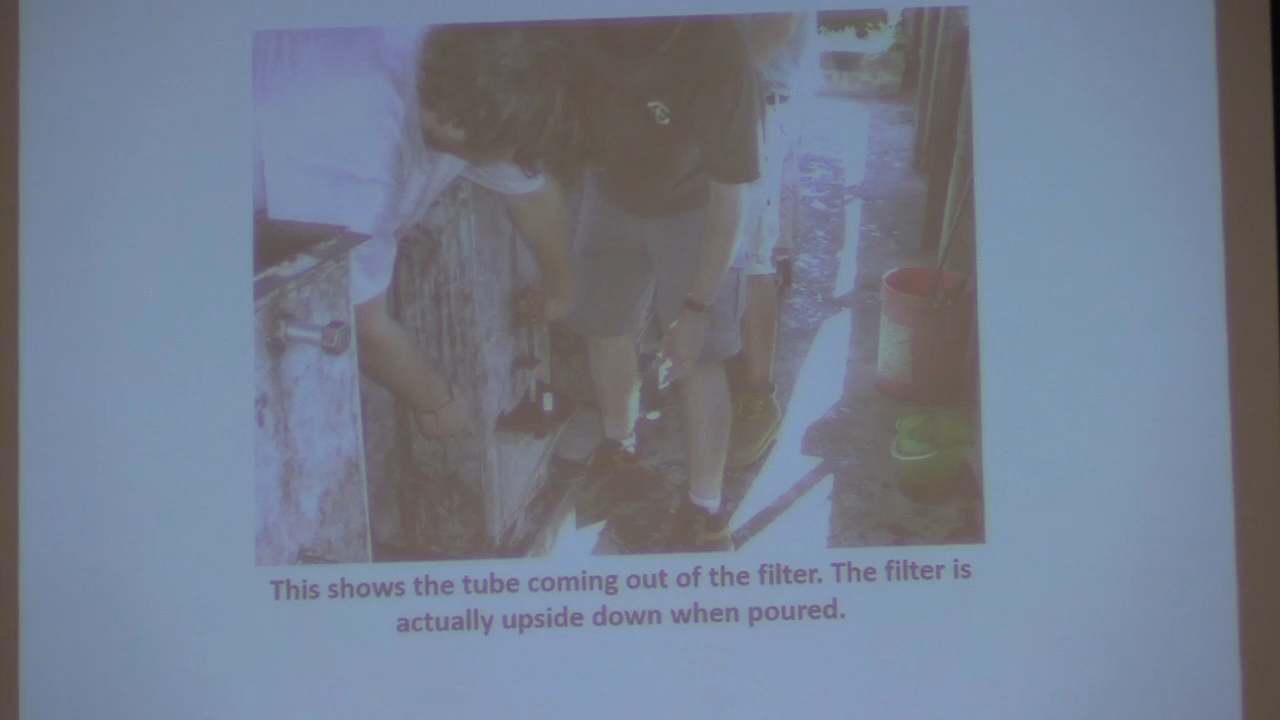 This shows the tube coming out of the filter. The filter is
actually upside down when poured.